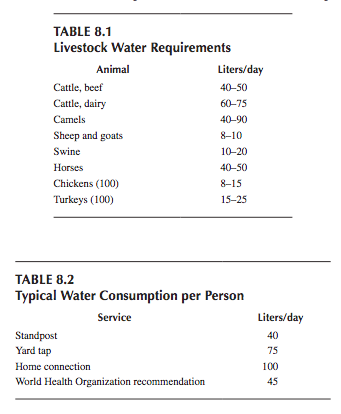 TABLE 8.1
Livestock Water Requirements
Animal Liters/day
Cattle, beef 40–50
Cattle, dairy 60–75
Camels 40–90
Sheep and goats 8–10
Swine 10–20
Horses 40–50
Chickens (100) 8–15
Turkeys (100) 15–25
TABLE 8.2
Typical Water Consumption per Person
Service Liters/day
Standpost 40
Yard tap 75
Home connection 100
World Health Organization recommendation 45